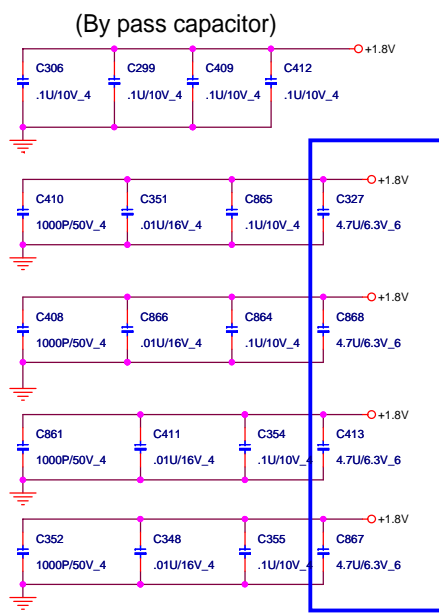 (By pass capacitor)
+1.8V
C306 C299 C409 C412
.1U/10V_4 .1U/10V_4 .1U/10V_4 .1U/10V_4
+1.8V
C410 C351 C865 C327
1000P/50V_4 .01U/16V_4 .1U/10V_4 4.7U/6.3V_6
+1.8V
C408 C866 C864 C868
1000P/50V_4 .01U/16V_4 .1U/10V_4 4.7U/6.3V_6
+1.8V
C861 C411 C354 C413
1000P/50V_4 .01U/16V_4 .1U/10V_4 4.7U/6.3V_6
+1.8V
C352 C348 C355 C867
1000P/50V_4 .01U/16V_4 .1U/10V_4 4.7U/6.3V_6